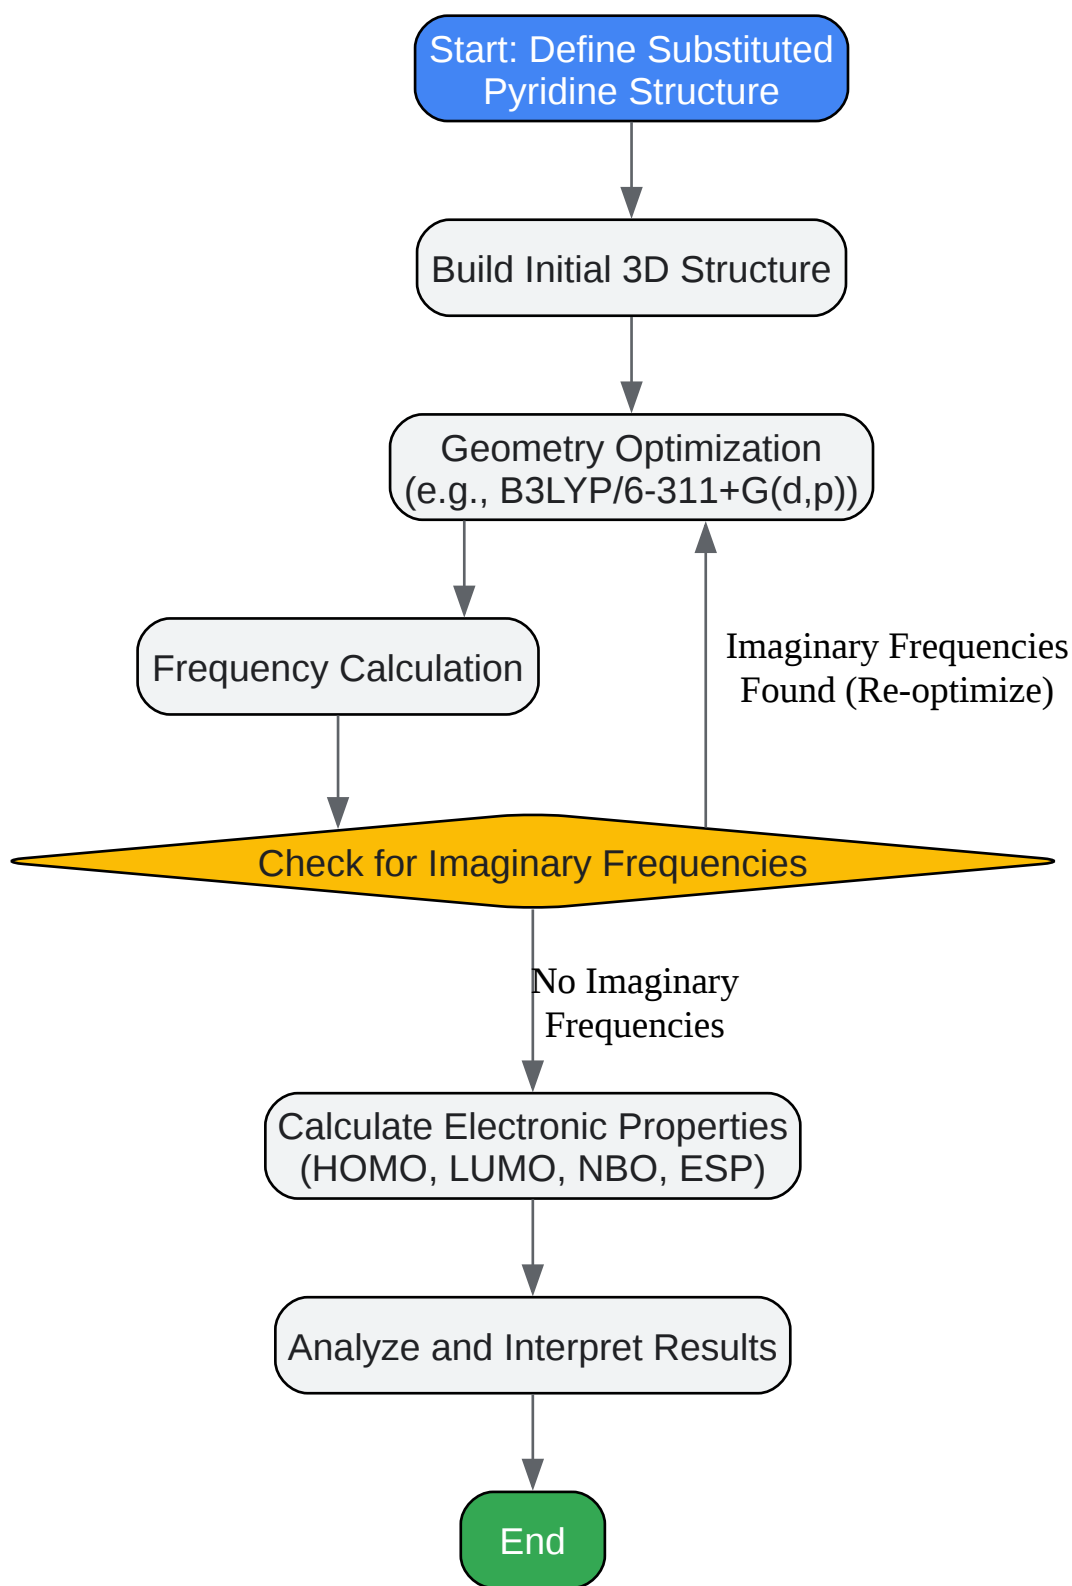 Start: Define Substituted
Pyridine Structure
Build Initial 3D Structure
Geometry Optimization
(e.g., B3LYP/6-311+G(d,p))
Frequency Calculation
Imaginary Frequencies
Found (Re-optimize)
Check for Imaginary Frequencies
No Imaginary
Frequencies
Calculate Electronic Properties
(HOMO, LUMO, NBO, ESP)
Analyze and Interpret Results
End